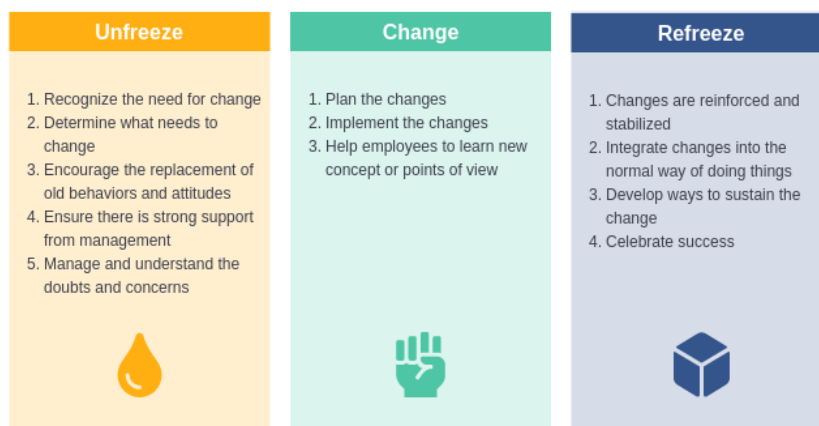 Unfreeze
1. Recognize the need for change
2. Determine what needs to
change
3. Encourage the replacement of
old behaviors and attitudes
4. Ensure there is strong support
from management
5. Manage and understand the
doubts and concerns
Change
1. Plan the changes
2. Implement the changes
3. Help employees to learn new
concept or points of view
Refreeze
1. Changes are reinforced and
stabilized
2. Integrate changes into the
normal way of doing things
3. Develop ways to sustain the
change
4. Celebrate success